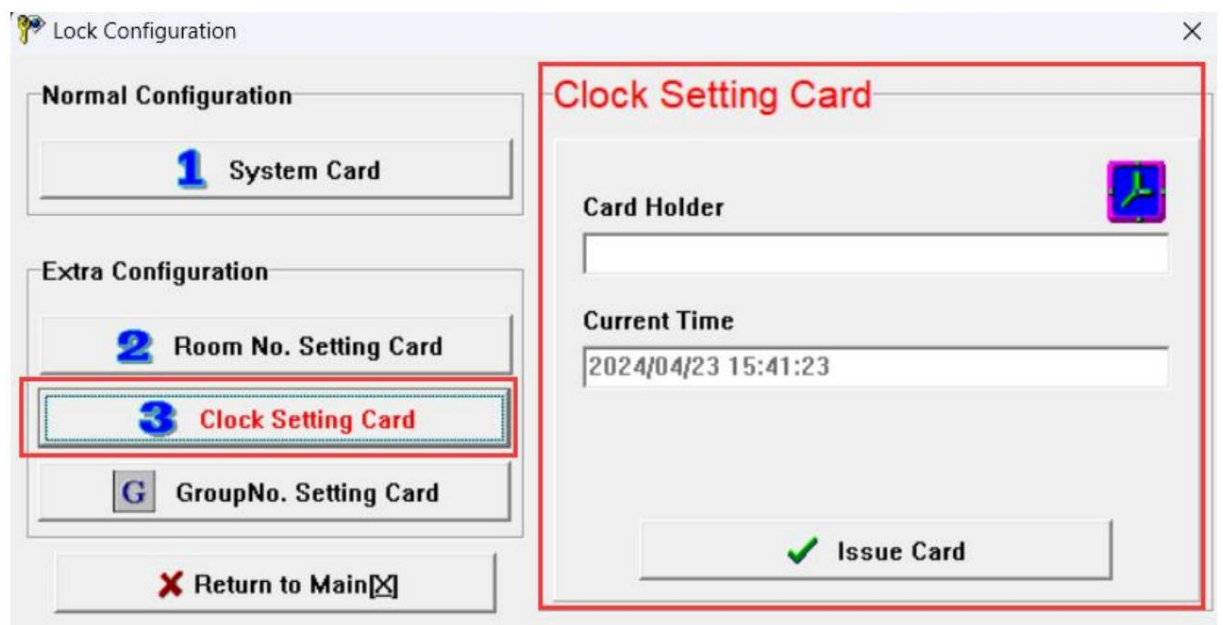 Lock Configuration
Normal Configuration
1 System Card
Extra Configuration
2 Room No. Setting Card
3 Clock Setting Card
G GroupNo. Setting Card
Return to Main[X]
Clock Setting Card
Card Holder
Current Time
2024/04/23 15:41:23
Issue Card